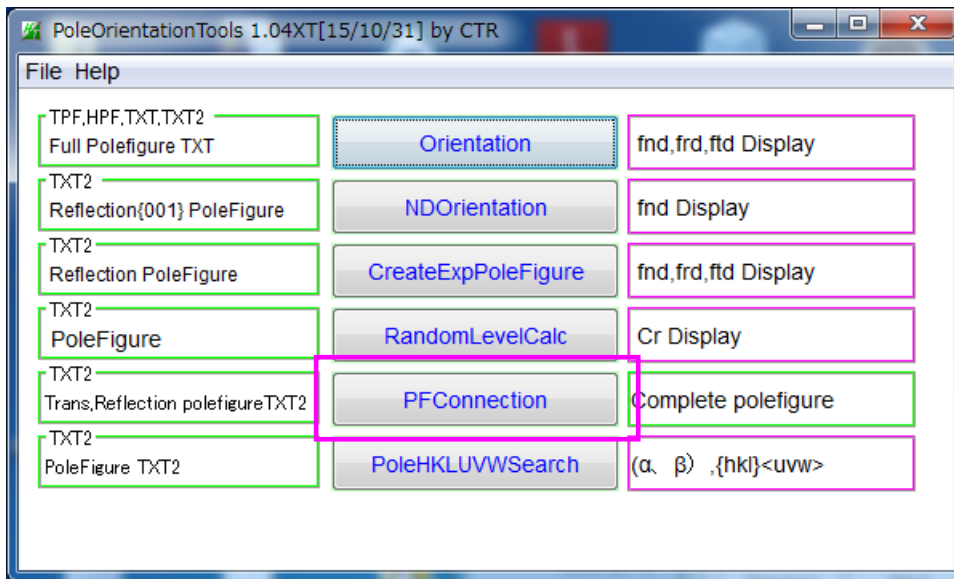 PoleOrientationTools 1.04XT[15/10/31] by CTR
File Help
TPF,HPF,TXT,TXT2
Full Polefigure TXT
Orientation
fnd,frd,ftd Display
TXT2
Reflection{001} PoleFigure
NDOrientation
fnd Display
TXT2
Reflection PoleFigure
CreateExpPoleFigure
fnd,frd,ftd Display
TXT2
PoleFigure
RandomLevelCalc
Cr Display
TXT2
Trans,Reflection polefigureTXT2
PFConnection
Complete polefigure
TXT2
PoleFigure TXT2
PoleHKLUVWSearch
(α、β),{hkl}<uvw>